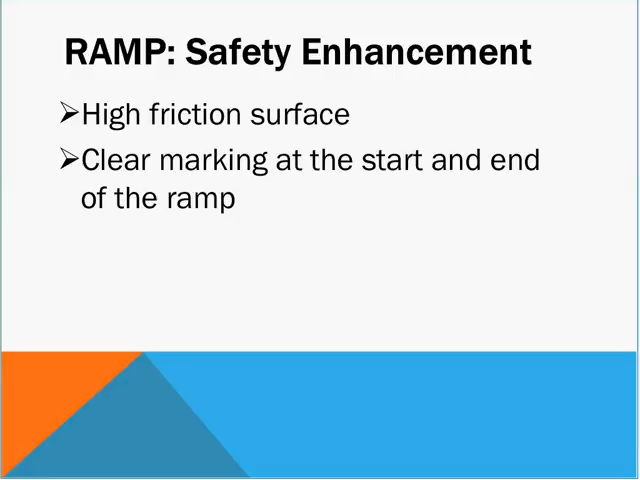 RAMP: Safety Enhancement
➢High friction surface
➢Clear marking at the start and end
of the ramp